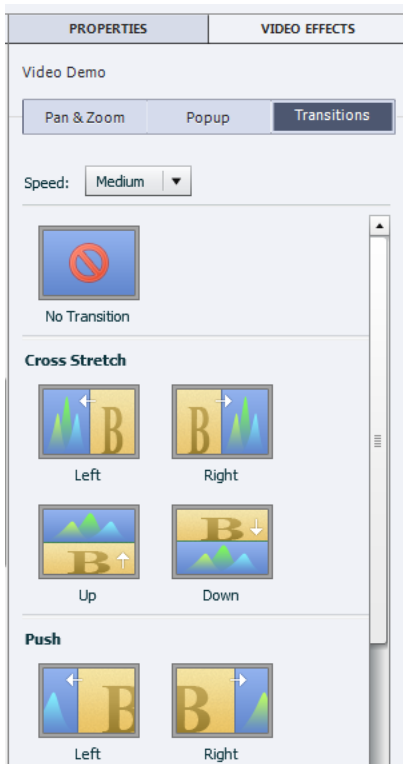 PROPERTIES VIDEO EFFECTS
Video Demo
Pan & Zoom Popup Transitions
Speed: Medium
No Transition
Cross Stretch
B B
Left Right
B B
Up Down
Push
B B
Left Right